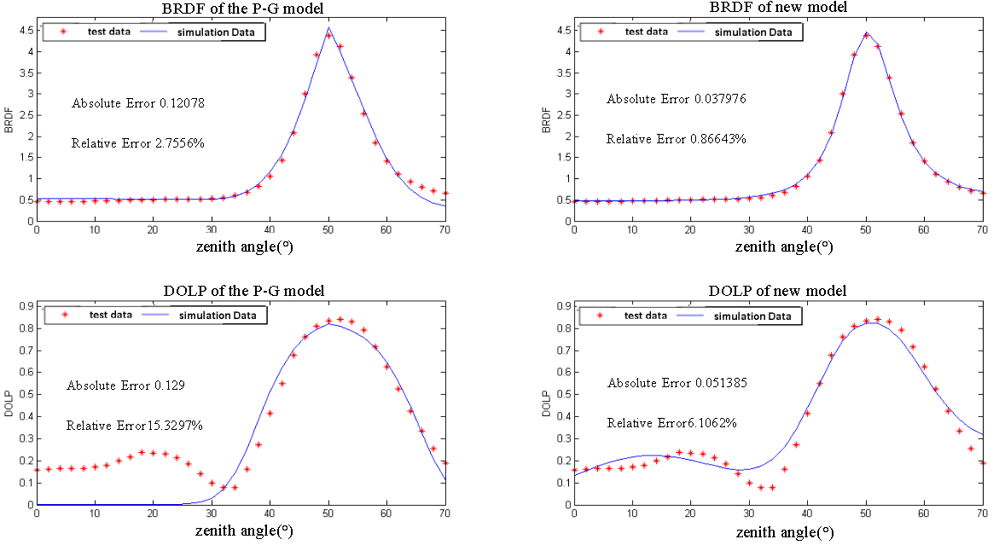 BRDF of the P-G model
test data simulation Data
4.5
4
3.5
3
2.5
2
1.5
1
0.5
0
BRDF
Absolute Error 0.12078
Relative Error 2.7556%
0 10 20 30 40 50 60 70
zenith angle(°)
BRDF of new model
test data simulation Data
4.5
4
3.5
3
2.5
2
1.5
1
0.5
0
BRDF
Absolute Error 0.037976
Relative Error 0.86643%
0 10 20 30 40 50 60 70
zenith angle(°)
DOLP of the P-G model
test data simulation Data
0.9
0.8
0.7
0.6
0.5
0.4
0.3
0.2
0.1
0
DOLP
Absolute Error 0.129
Relative Error15.3297%
0 10 20 30 40 50 60 70
zenith angle(°)
DOLP of new model
test data simulation Data
0.9
0.8
0.7
0.6
0.5
0.4
0.3
0.2
0.1
0
DOLP
Absolute Error 0.051385
Relative Error6.1062%
0 10 20 30 40 50 60 70
zenith angle(°)